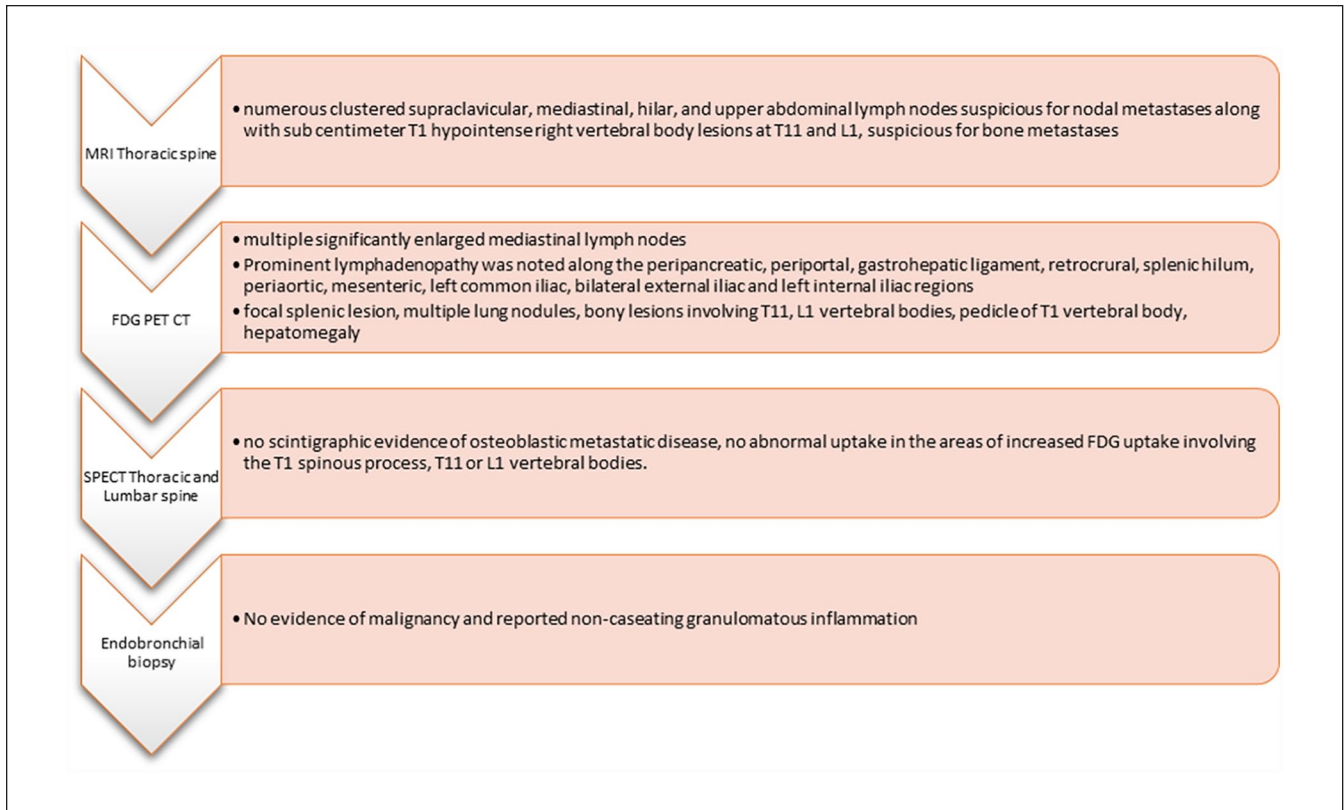 MRI Thoracic spine
• numerous clustered supraclavicular, mediastinal, hilar, and upper abdominal lymph nodes suspicious for nodal metastases along
with sub centimeter T1 hypointense right vertebral body lesions at T11 and L1, suspicious for bone metastases
FDG PET CT
• multiple significantly enlarged mediastinal lymph nodes
• Prominent lymphadenopathy was noted along the peripancreatic, periportal, gastrohepatic ligament, retrocrural, splenic hilum,
periaortic, mesenteric, left common iliac, bilateral external iliac and left internal iliac regions
• focal splenic lesion, multiple lung nodules, bony lesions involving T11, L1 vertebral bodies, pedicle of T1 vertebral body,
hepatomegaly
SPECT Thoracic and
Lumbar spine
• no scintigraphic evidence of osteoblastic metastatic disease, no abnormal uptake in the areas of increased FDG uptake involving
the T1 spinous process, T11 or L1 vertebral bodies.
Endobronchial
biopsy
• No evidence of malignancy and reported non-caseating granulomatous inflammation